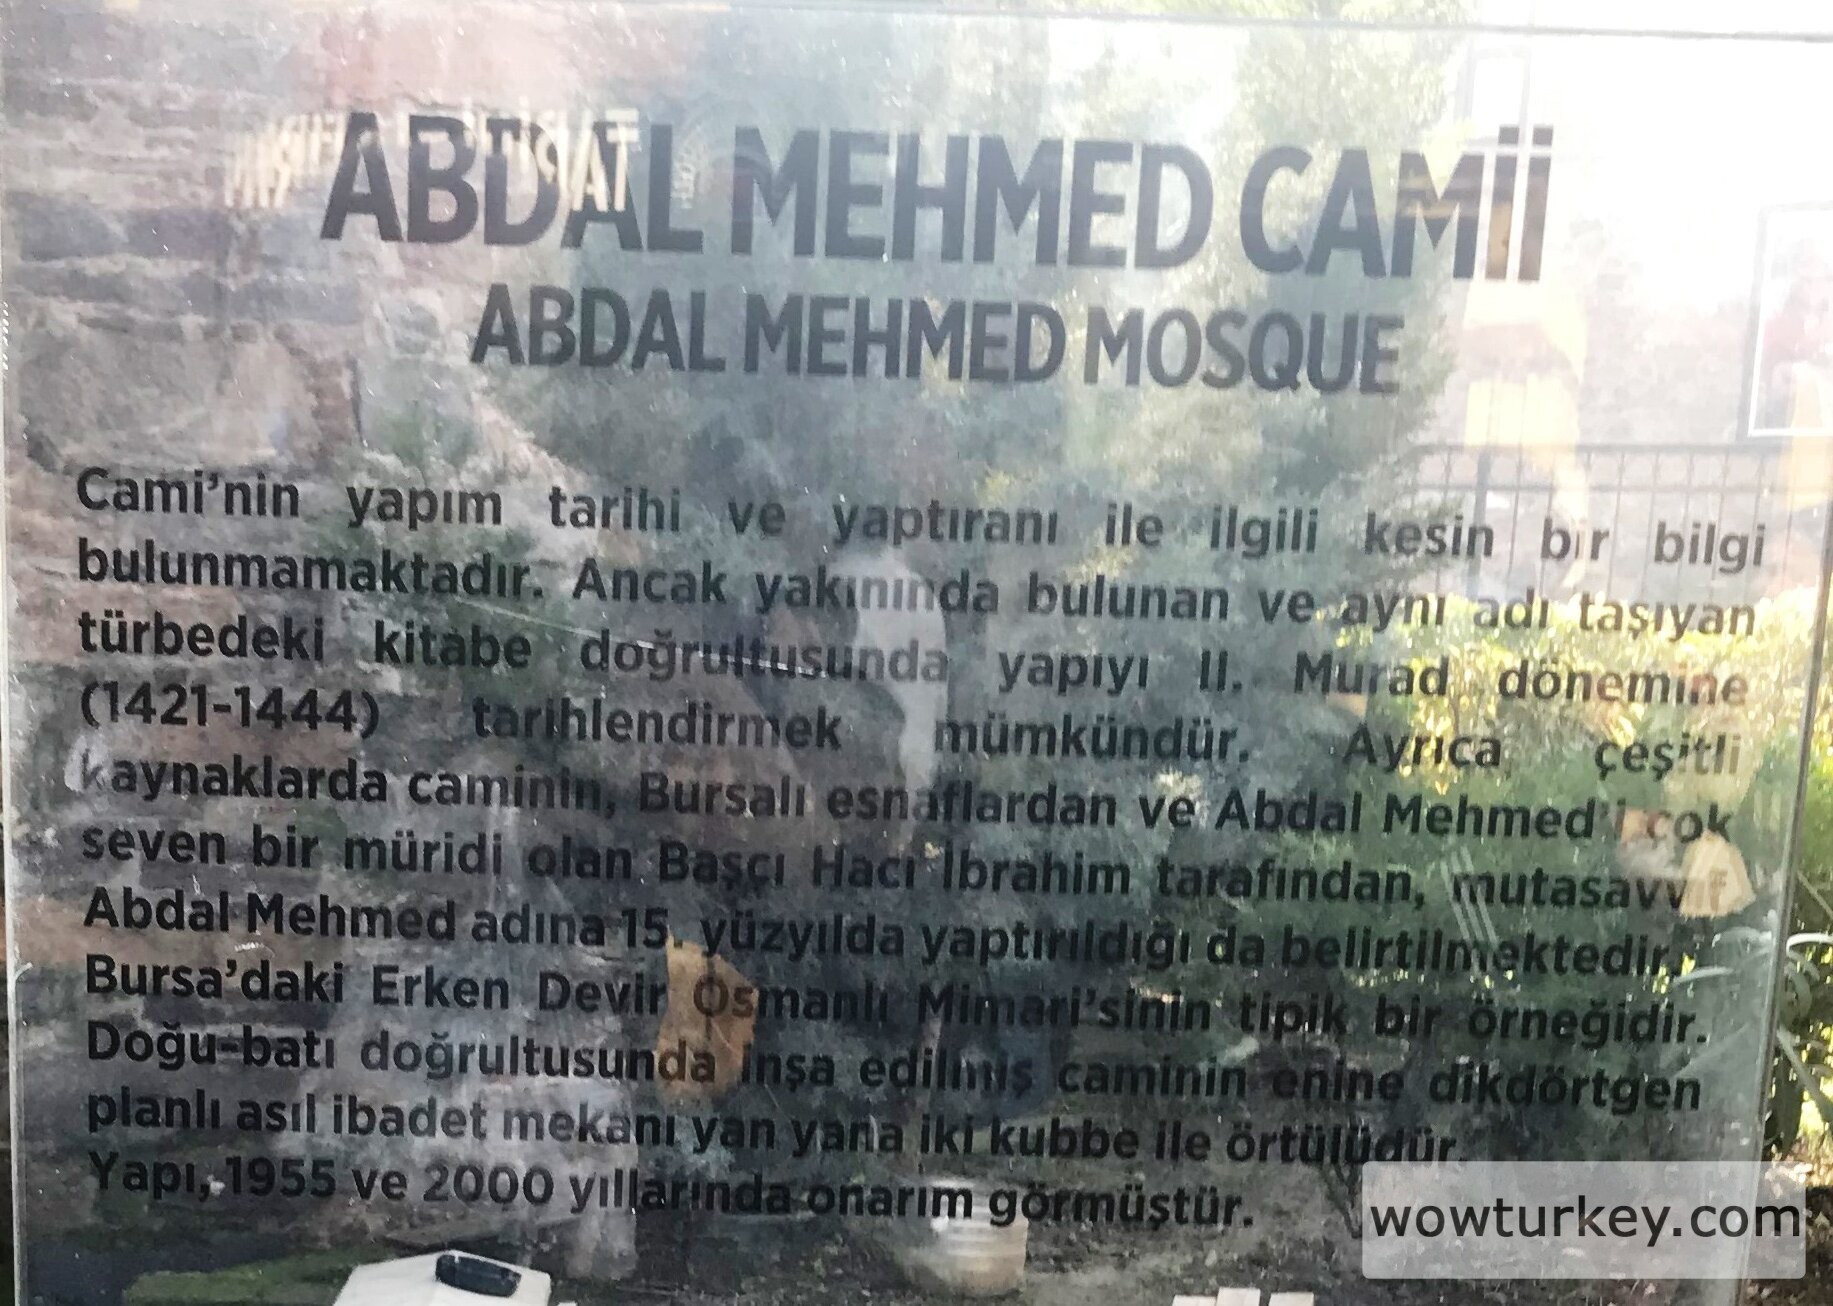 ABDAL MEHMED CAMİİ
ABDAL MEHMED MOSQUE
Cami'nin yapım tarihi ve yaptıranı ile ilgili kesin bir bilgi
bulunmamaktadır. Ancak yakınında bulunan ve aynı adı taşıyan
türbedeki kitabe doğrultusunda yapıyı II. Murad dönemine
(1421-1444) tarihlendirmek mümkündür. Ayrıca çeşitli
kaynaklarda caminin, Bursalı esnaflardan ve Abdal Mehmed'i çok
seven bir müridi olan Başçı Hacı İbrahim tarafından, mutasavvıf
Abdal Mehmed adına 15. yüzyılda yaptırıldığı da belirtilmektedir.
Bursa'daki Erken Devir Osmanlı Mimari'sinin tipik bir örneğidir.
Doğu-batı doğrultusunda inşa edilmiş caminin enine dikdörtgen
planlı asıl ibadet mekanı yan yana iki kubbe ile örtülüdür.
Yapı, 1955 ve 2000 yıllarında onarım görmüştür.
wowturkey.com